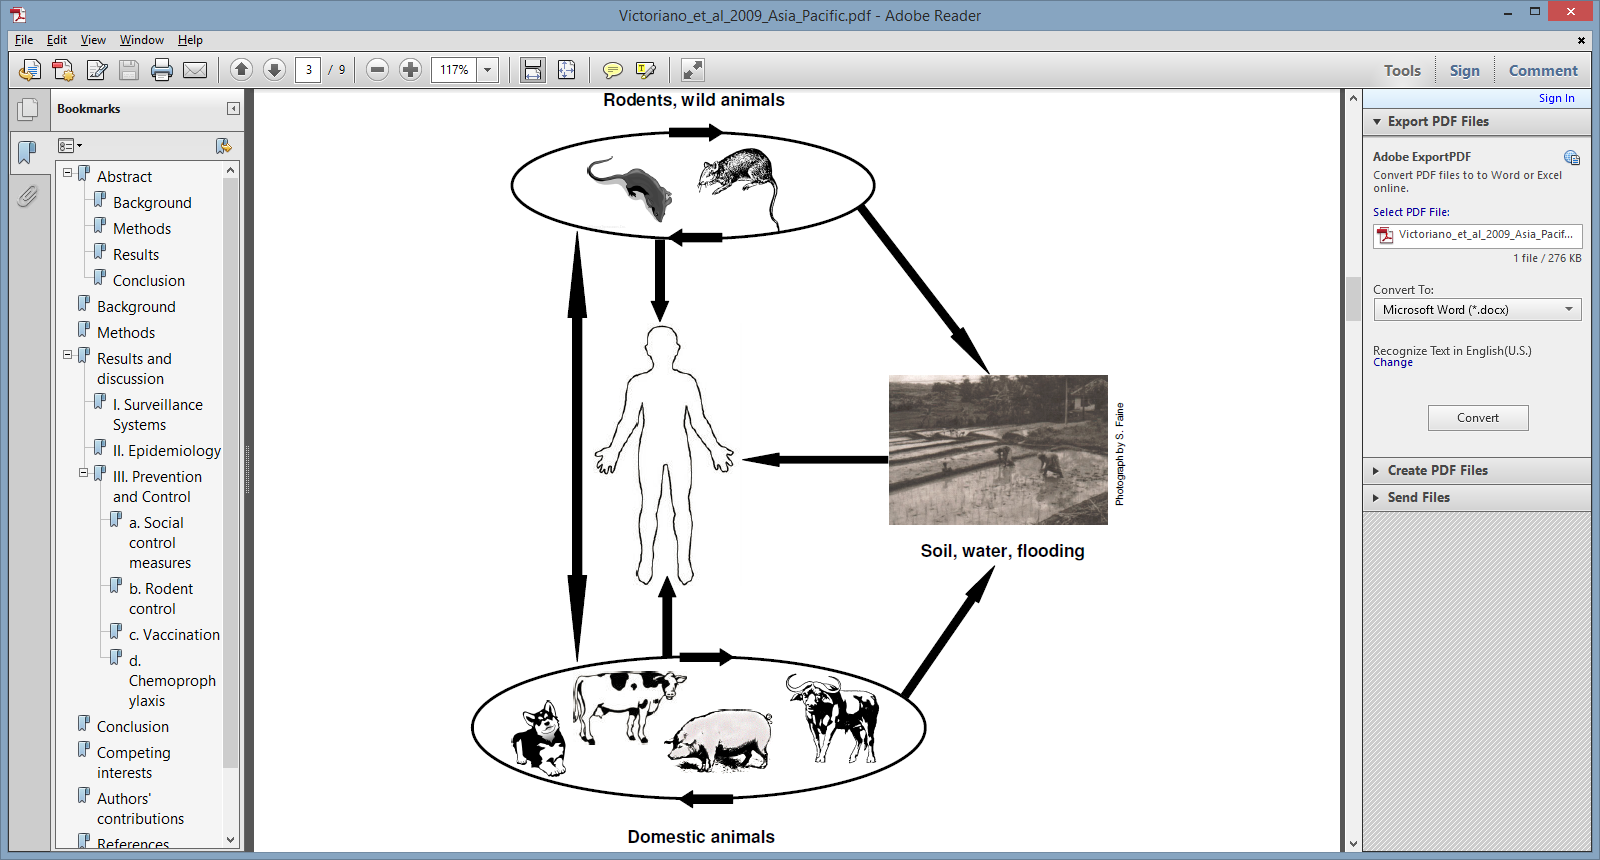 Victoriano_et_al_2009_Asia_Pacific.pdf - Adobe Reader
File Edit View Window Help
3 / 9 117% Tools Sign Comment
Bookmarks
Abstract
Background
Methods
Results
Conclusion
Background
Methods
Results and
discussion
I. Surveillance
Systems
II. Epidemiology
III. Prevention
and Control
a. Social
control
measures
b. Rodent
control
c. Vaccination
d.
Chemoproph
ylaxis
Conclusion
Competing
interests
Authors'
contributions
References
Rodents, wild animals
Photograph by S. Faine
Soil, water, flooding
Domestic animals
Sign In
Export PDF Files
Adobe ExportPDF
Convert PDF files to to Word or Excel
online.
Select PDF File:
Victoriano_et_al_2009_Asia_Pacif...
1 file / 276 KB
Convert To:
Microsoft Word (*.docx)
Recognize Text in English(U.S.)
Change
Convert
Create PDF Files
Send Files